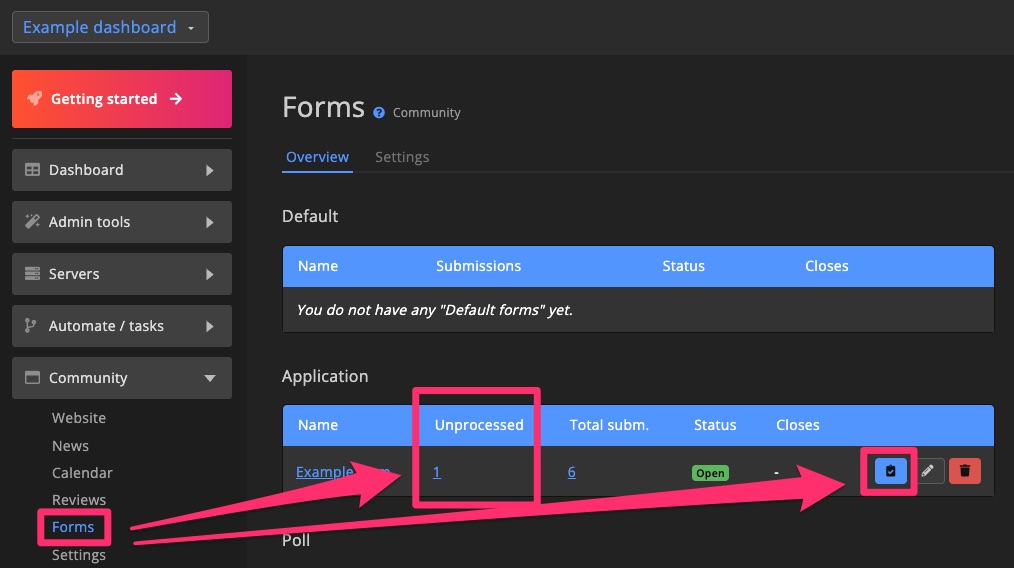 Example dashboard
Getting started
Dashboard
Admin tools
Servers
Automate / tasks
Community
Website
News
Calendar
Reviews
Forms
Settings
Forms ? Community
Overview Settings
Default
Name Submissions Status Closes
You do not have any "Default forms" yet.
Application
Name Unprocessed Total subm. Status Closes
Example 1 6 Open -
Poll